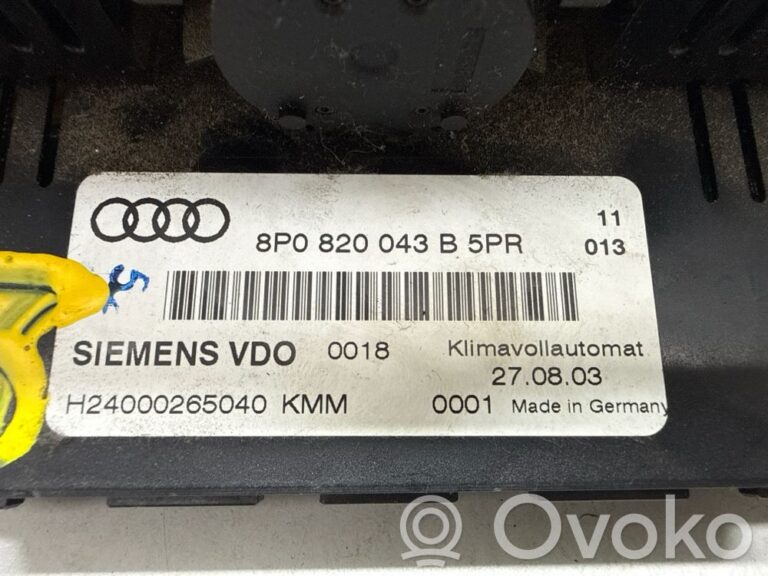 8P0 820 043 B 5PR
11
013
SIEMENS VDO 0018 Klimavollautomat
27.08.03
H24000265040 KMM 0001 Made in Germany
Ovoko